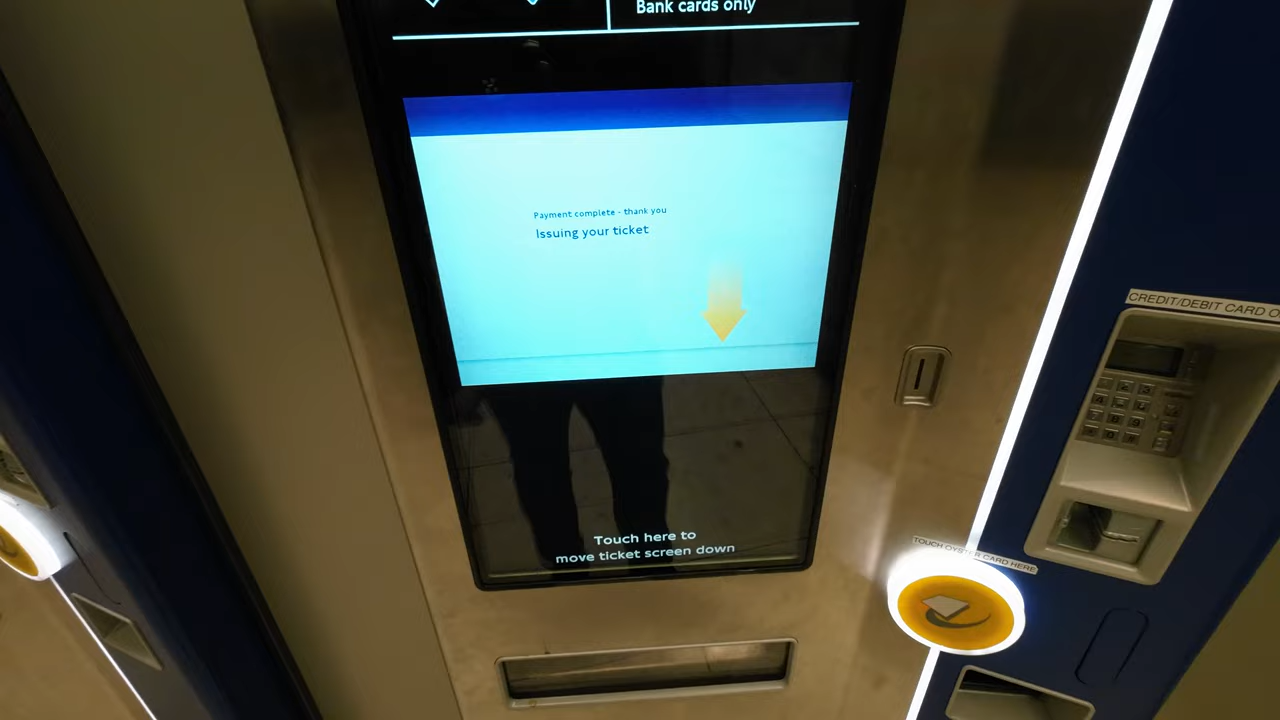 Bank cards only
Payment complete - thank you
Issuing your ticket
CREDIT/DEBIT CARD O
Touch here to
move ticket screen down
TOUCH OYSTER CARD HERE